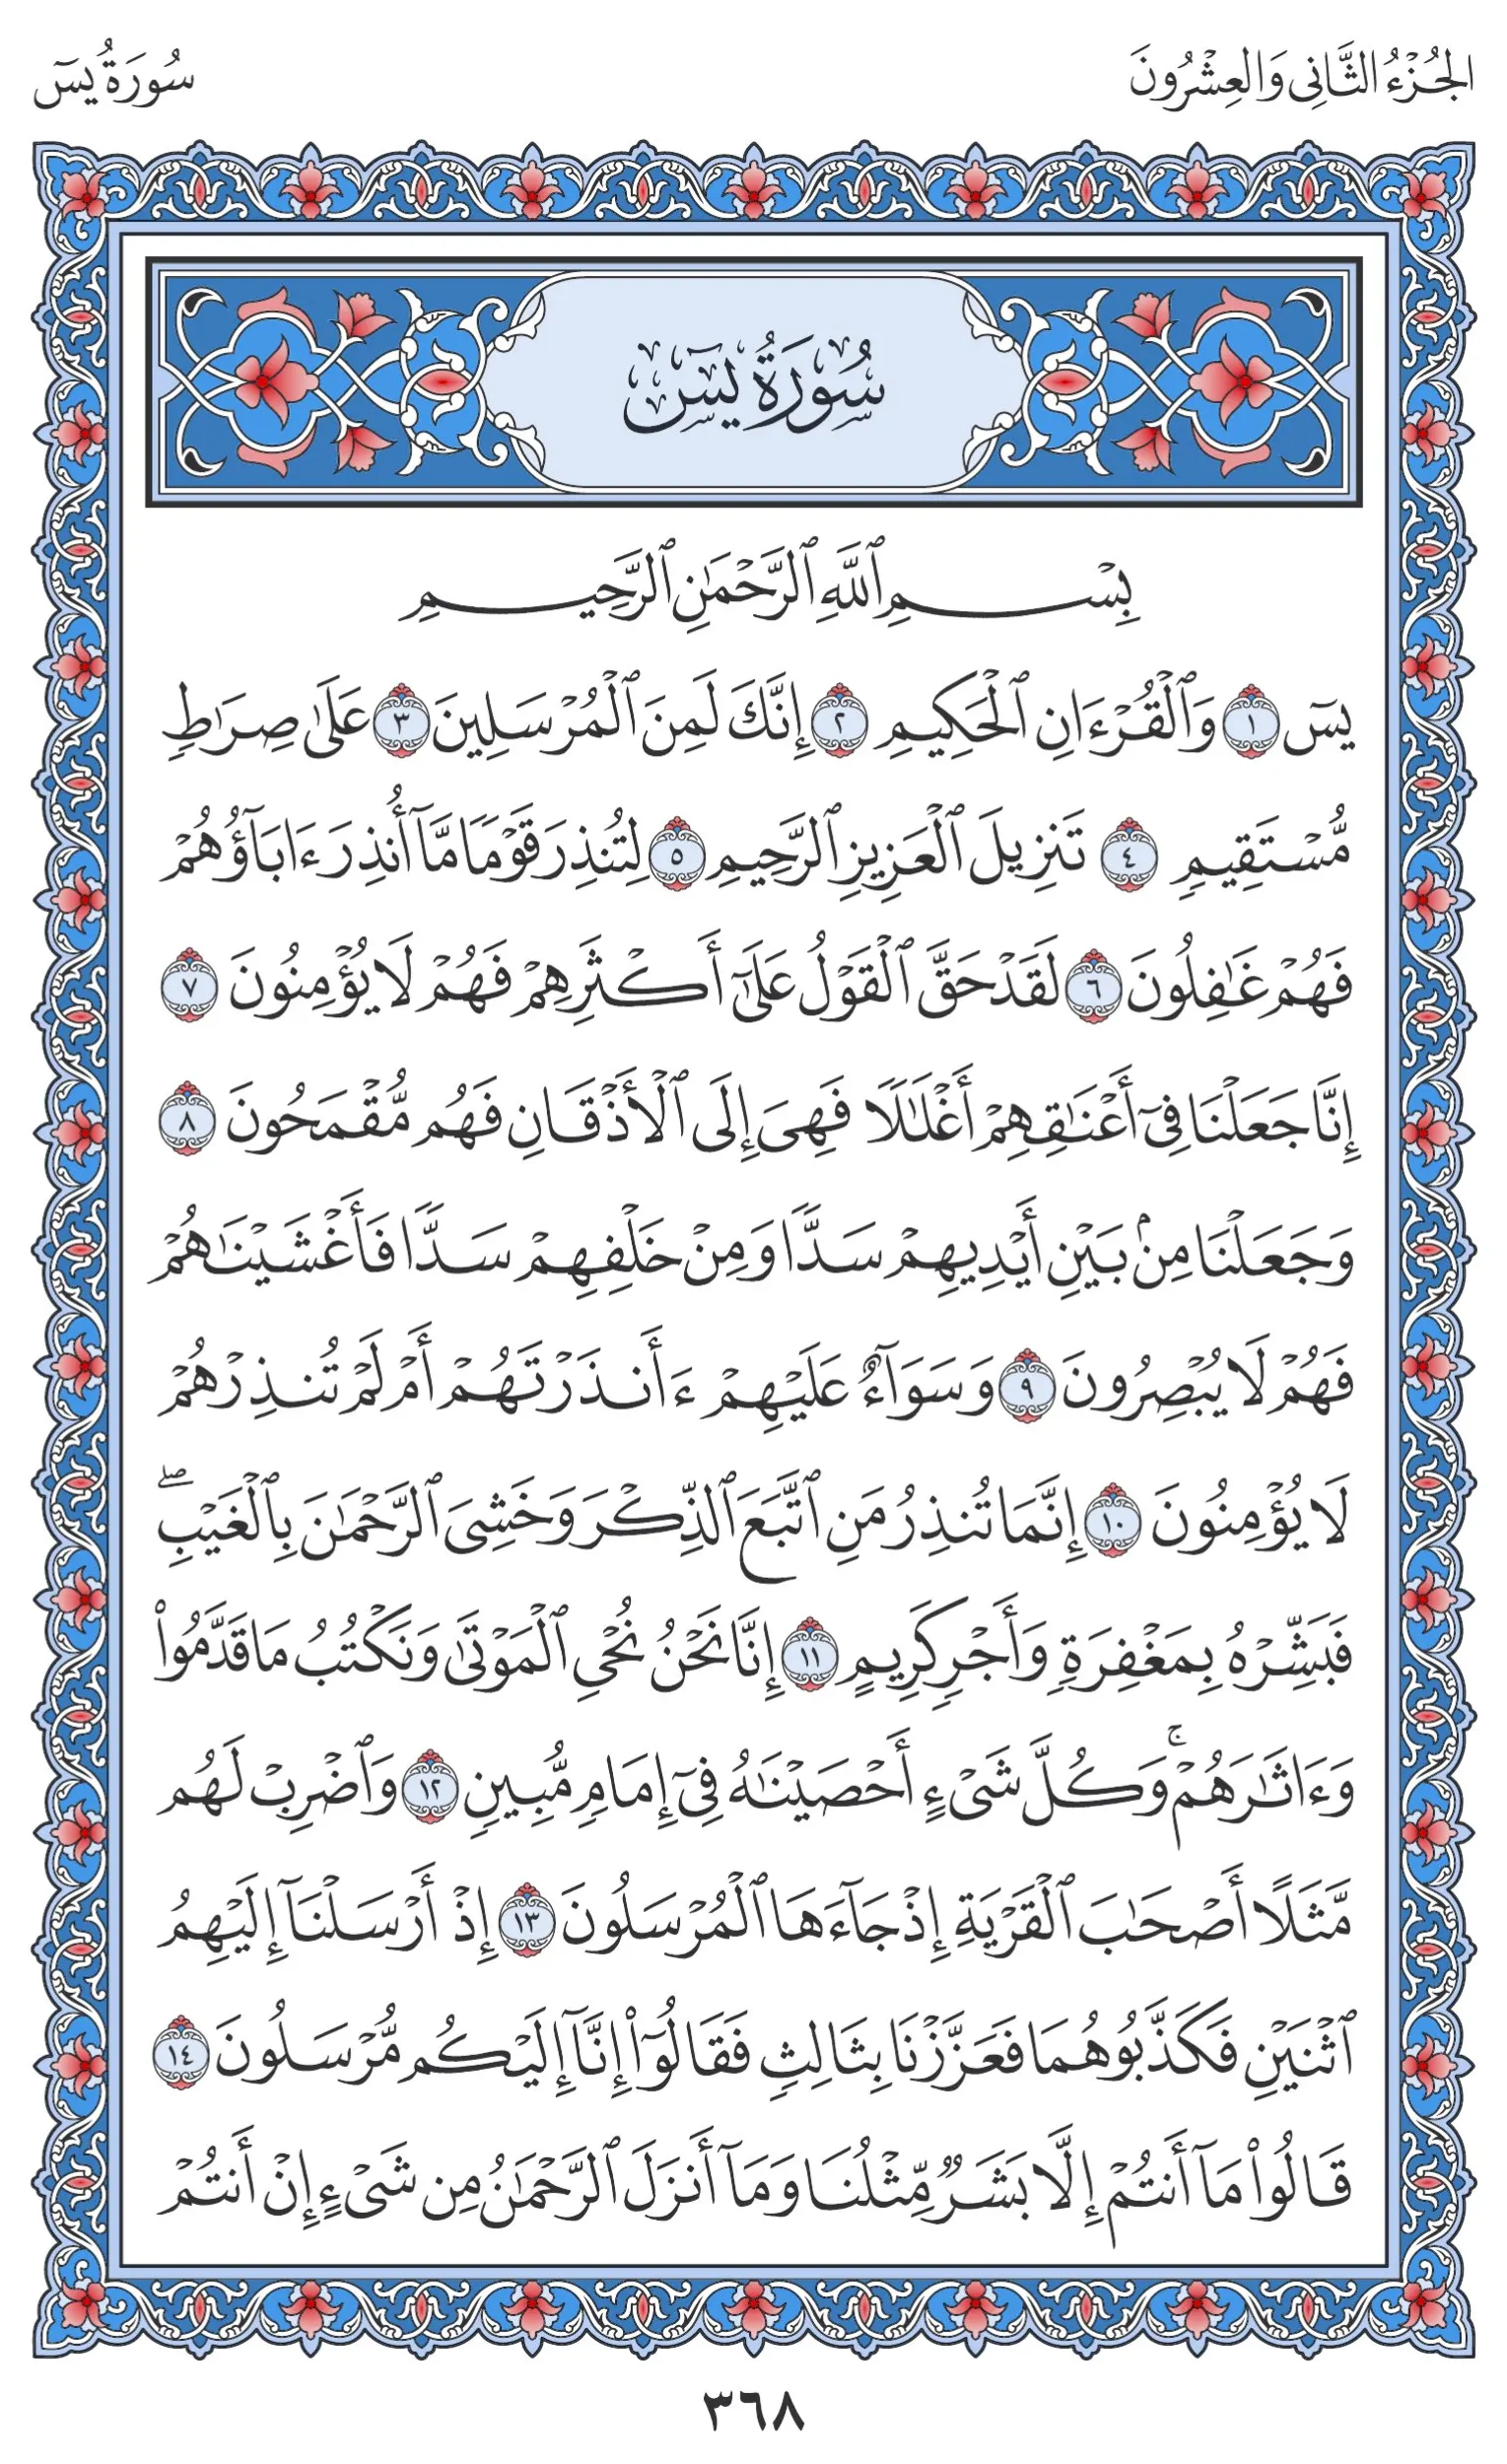 الجُزْءُ الثَّانِى وَالعِشْرُونَ
سُورَةُ يسٓ
سُورَةُ يسٓ
بِسْمِ ٱللَّهِ ٱلرَّحْمَٰنِ ٱلرَّحِيمِ
يسٓ ١ وَٱلْقُرْءَانِ ٱلْحَكِيمِ ٢ إِنَّكَ لَمِنَ ٱلْمُرْسَلِينَ ٣ عَلَىٰ صِرَٰطٍ
مُّسْتَقِيمٍ ٤ تَنزِيلَ ٱلْعَزِيزِ ٱلرَّحِيمِ ٥ لِتُنذِرَ قَوْمًا مَّآ أُنذِرَ ءَابَآؤُهُمْ
فَهُمْ غَٰفِلُونَ ٦ لَقَدْ حَقَّ ٱلْقَوْلُ عَلَىٰٓ أَكْثَرِهِمْ فَهُمْ لَا يُؤْمِنُونَ ٧
إِنَّا جَعَلْنَا فِىٓ أَعْنَٰقِهِمْ أَغْلَٰلًا فَهِىَ إِلَى ٱلْأَذْقَانِ فَهُم مُّقْمَحُونَ ٨
وَجَعَلْنَا مِنۢ بَيْنِ أَيْدِيهِمْ سَدًّا وَمِنْ خَلْفِهِمْ سَدًّا فَأَغْشَيْنَٰهُمْ
فَهُمْ لَا يُبْصِرُونَ ٩ وَسَوَآءٌ عَلَيْهِمْ ءَأَنذَرْتَهُمْ أَمْ لَمْ تُنذِرْهُمْ
لَا يُؤْمِنُونَ ١٠ إِنَّمَا تُنذِرُ مَنِ ٱتَّبَعَ ٱلذِّكْرَ وَخَشِىَ ٱلرَّحْمَٰنَ بِٱلْغَيْبِۖ
فَبَشِّرْهُ بِمَغْفِرَةٍ وَأَجْرٍ كَرِيمٍ ١١ إِنَّا نَحْنُ نُحْىِ ٱلْمَوْتَىٰ وَنَكْتُبُ مَا قَدَّمُوا۟
وَءَاثَٰرَهُمْۚ وَكُلَّ شَىْءٍ أَحْصَيْنَٰهُ فِىٓ إِمَامٍ مُّبِينٍ ١٢ وَٱضْرِبْ لَهُم
مَّثَلًا أَصْحَٰبَ ٱلْقَرْيَةِ إِذْ جَآءَهَا ٱلْمُرْسَلُونَ ١٣ إِذْ أَرْسَلْنَآ إِلَيْهِمُ
ٱثْنَيْنِ فَكَذَّبُوهُمَا فَعَزَّزْنَا بِثَالِثٍ فَقَالُوٓا۟ إِنَّآ إِلَيْكُم مُّرْسَلُونَ ١٤
قَالُوا۟ مَآ أَنتُمْ إِلَّا بَشَرٌ مِّثْلُنَا وَمَآ أَنزَلَ ٱلرَّحْمَٰنُ مِن شَىْءٍ إِنْ أَنتُمْ
٣٦٨